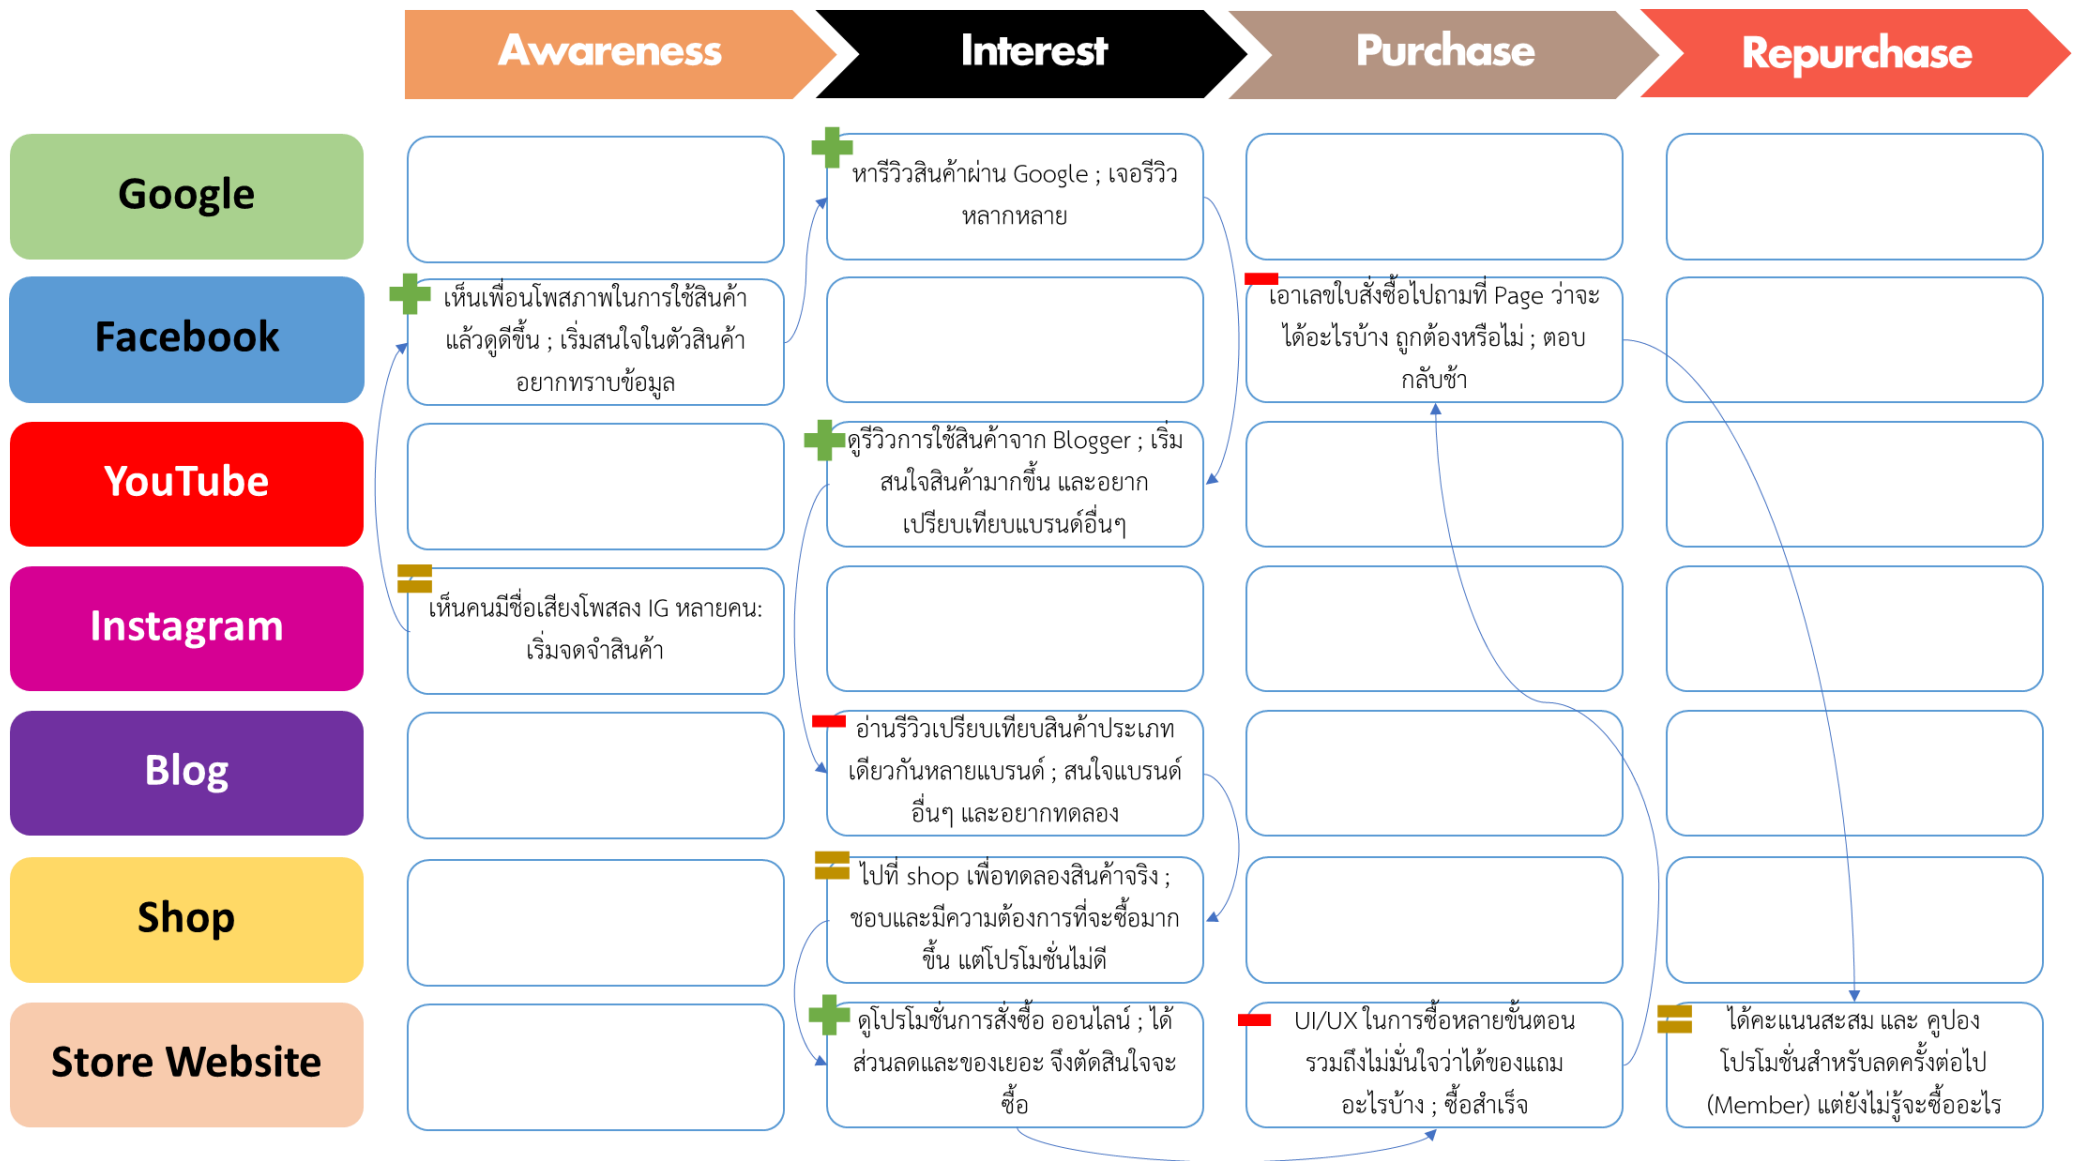 Awareness
Interest
Purchase
Repurchase
Google
หารีวิวสินค้าผ่าน Google ; เจอรีวิว
หลากหลาย
Facebook
เห็นเพื่อนโพสภาพในการใช้สินค้า
แล้วดูดีขึ้น ; เริ่มสนใจในตัวสินค้า
อยากทราบข้อมูล
เอาเลขใบสั่งซื้อไปถามที่ Page ว่าจะ
ได้อะไรบ้าง ถูกต้องหรือไม่ ; ตอบ
กลับช้า
YouTube
ดูรีวิวการใช้สินค้าจาก Blogger ; เริ่ม
สนใจสินค้ามากขึ้น และอยาก
เปรียบเทียบแบรนด์อื่นๆ
Instagram
เห็นคนมีชื่อเสียงโพสลง IG หลายคน:
เริ่มจดจำสินค้า
Blog
อ่านรีวิวเปรียบเทียบสินค้าประเภท
เดียวกันหลายแบรนด์ ; สนใจแบรนด์
อื่นๆ และอยากทดลอง
Shop
ไปที่ shop เพื่อทดลองสินค้าจริง ;
ชอบและมีความต้องการที่จะซื้อมาก
ขึ้น แต่โปรโมชั่นไม่ดี
Store Website
ดูโปรโมชั่นการสั่งซื้อ ออนไลน์ ; ได้
ส่วนลดและของเยอะ จึงตัดสินใจจะ
ซื้อ
UI/UX ในการซื้อหลายขั้นตอน
รวมถึงไม่มั่นใจว่าได้ของแถม
อะไรบ้าง ; ซื้อสำเร็จ
ได้คะแนนสะสม และ คูปอง
โปรโมชั่นสำหรับลดครั้งต่อไป
(Member) แต่ยังไม่รู้จะซื้ออะไร